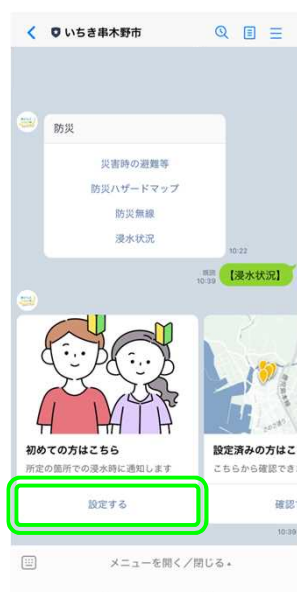 いちき串木野市
防災
災害時の避難等
防災ハザードマップ
防災無線
浸水状況
10:22
既読
10:39
【浸水状況】
初めての方はこちら
所定の箇所での浸水時に通知します
設定する
設定済みの方はこ
こちらから確認でき
確認
10:39
メニューを開く／閉じる